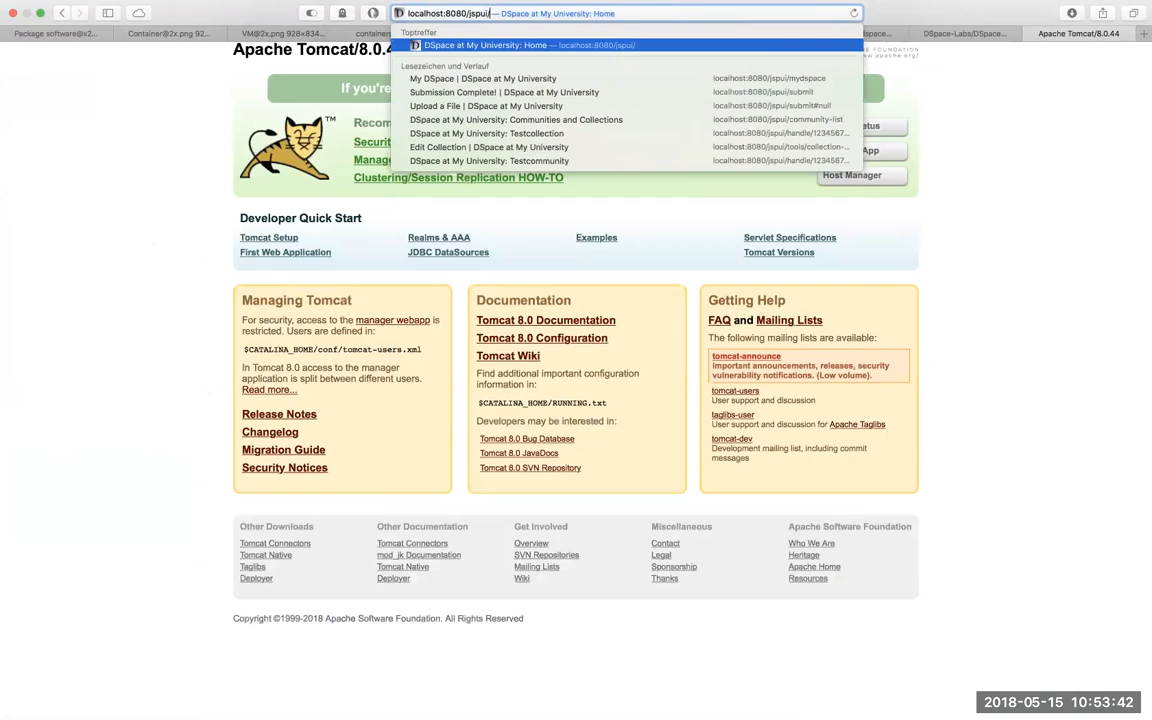 localhost:8080/jspui/ — DSpace at My University: Home
Package software@x2...
Container@2x.png 92...
VM@2x.png 928×834...
container
space...
DSpace-Labs/DSpace...
Apache Tomcat/8.0.44
Toptreffer
DSpace at My University: Home — localhost:8080/jspui/
Lesezeichen und Verlauf
My DSpace | DSpace at My University localhost:8080/jspui/mydspace
Submission Complete! | DSpace at My University localhost:8080/jspui/submit
Upload a File | DSpace at My University localhost:8080/jspui/submit#null
DSpace at My University: Communities and Collections localhost:8080/jspui/community-list
DSpace at My University: Testcollection localhost:8080/jspui/handle/1234567...
Edit Collection | DSpace at My University localhost:8080/jspui/tools/collection-...
DSpace at My University: Testcommunity localhost:8080/jspui/handle/1234567...
Apache Tomcat/8.0.4
E FOUNDATION
www.apache.org/
If you're
TM
Recom
Securit
Manag
Clustering/Session Replication HOW-TO
atus
App
Host Manager
Developer Quick Start
Tomcat Setup
First Web Application
Realms & AAA
JDBC DataSources
Examples
Servlet Specifications
Tomcat Versions
Managing Tomcat
For security, access to the manager webapp is
restricted. Users are defined in:
$CATALINA_HOME/conf/tomcat-users.xml
In Tomcat 8.0 access to the manager
application is split between different users.
Read more...
Release Notes
Changelog
Migration Guide
Security Notices
Documentation
Tomcat 8.0 Documentation
Tomcat 8.0 Configuration
Tomcat Wiki
Find additional important configuration
information in:
$CATALINA_HOME/RUNNING.txt
Developers may be interested in:
Tomcat 8.0 Bug Database
Tomcat 8.0 JavaDocs
Tomcat 8.0 SVN Repository
Getting Help
FAQ and Mailing Lists
The following mailing lists are available:
tomcat-announce
Important announcements, releases, security
vulnerability notifications. (Low volume).
tomcat-users
User support and discussion
taglibs-user
User support and discussion for Apache Taglibs
tomcat-dev
Development mailing list, including commit
messages
Other Downloads
Tomcat Connectors
Tomcat Native
Taglibs
Deployer
Other Documentation
Tomcat Connectors
mod_jk Documentation
Tomcat Native
Deployer
Get Involved
Overview
SVN Repositories
Mailing Lists
Wiki
Miscellaneous
Contact
Legal
Sponsorship
Thanks
Apache Software Foundation
Who We Are
Heritage
Apache Home
Resources
Copyright ©1999-2018 Apache Software Foundation. All Rights Reserved
2018-05-15 10:53:42